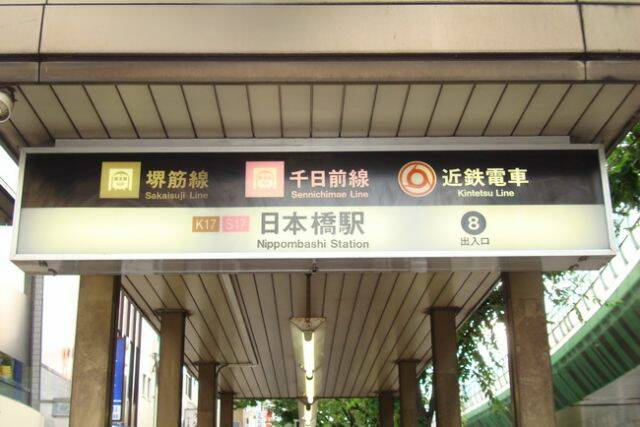 堺筋線 千日前線 近鉄電車
Sakaisuji Line Sennichimae Line Kintetsu Line
K17 S17 日本橋駅 8
Nippombashi Station 出入口